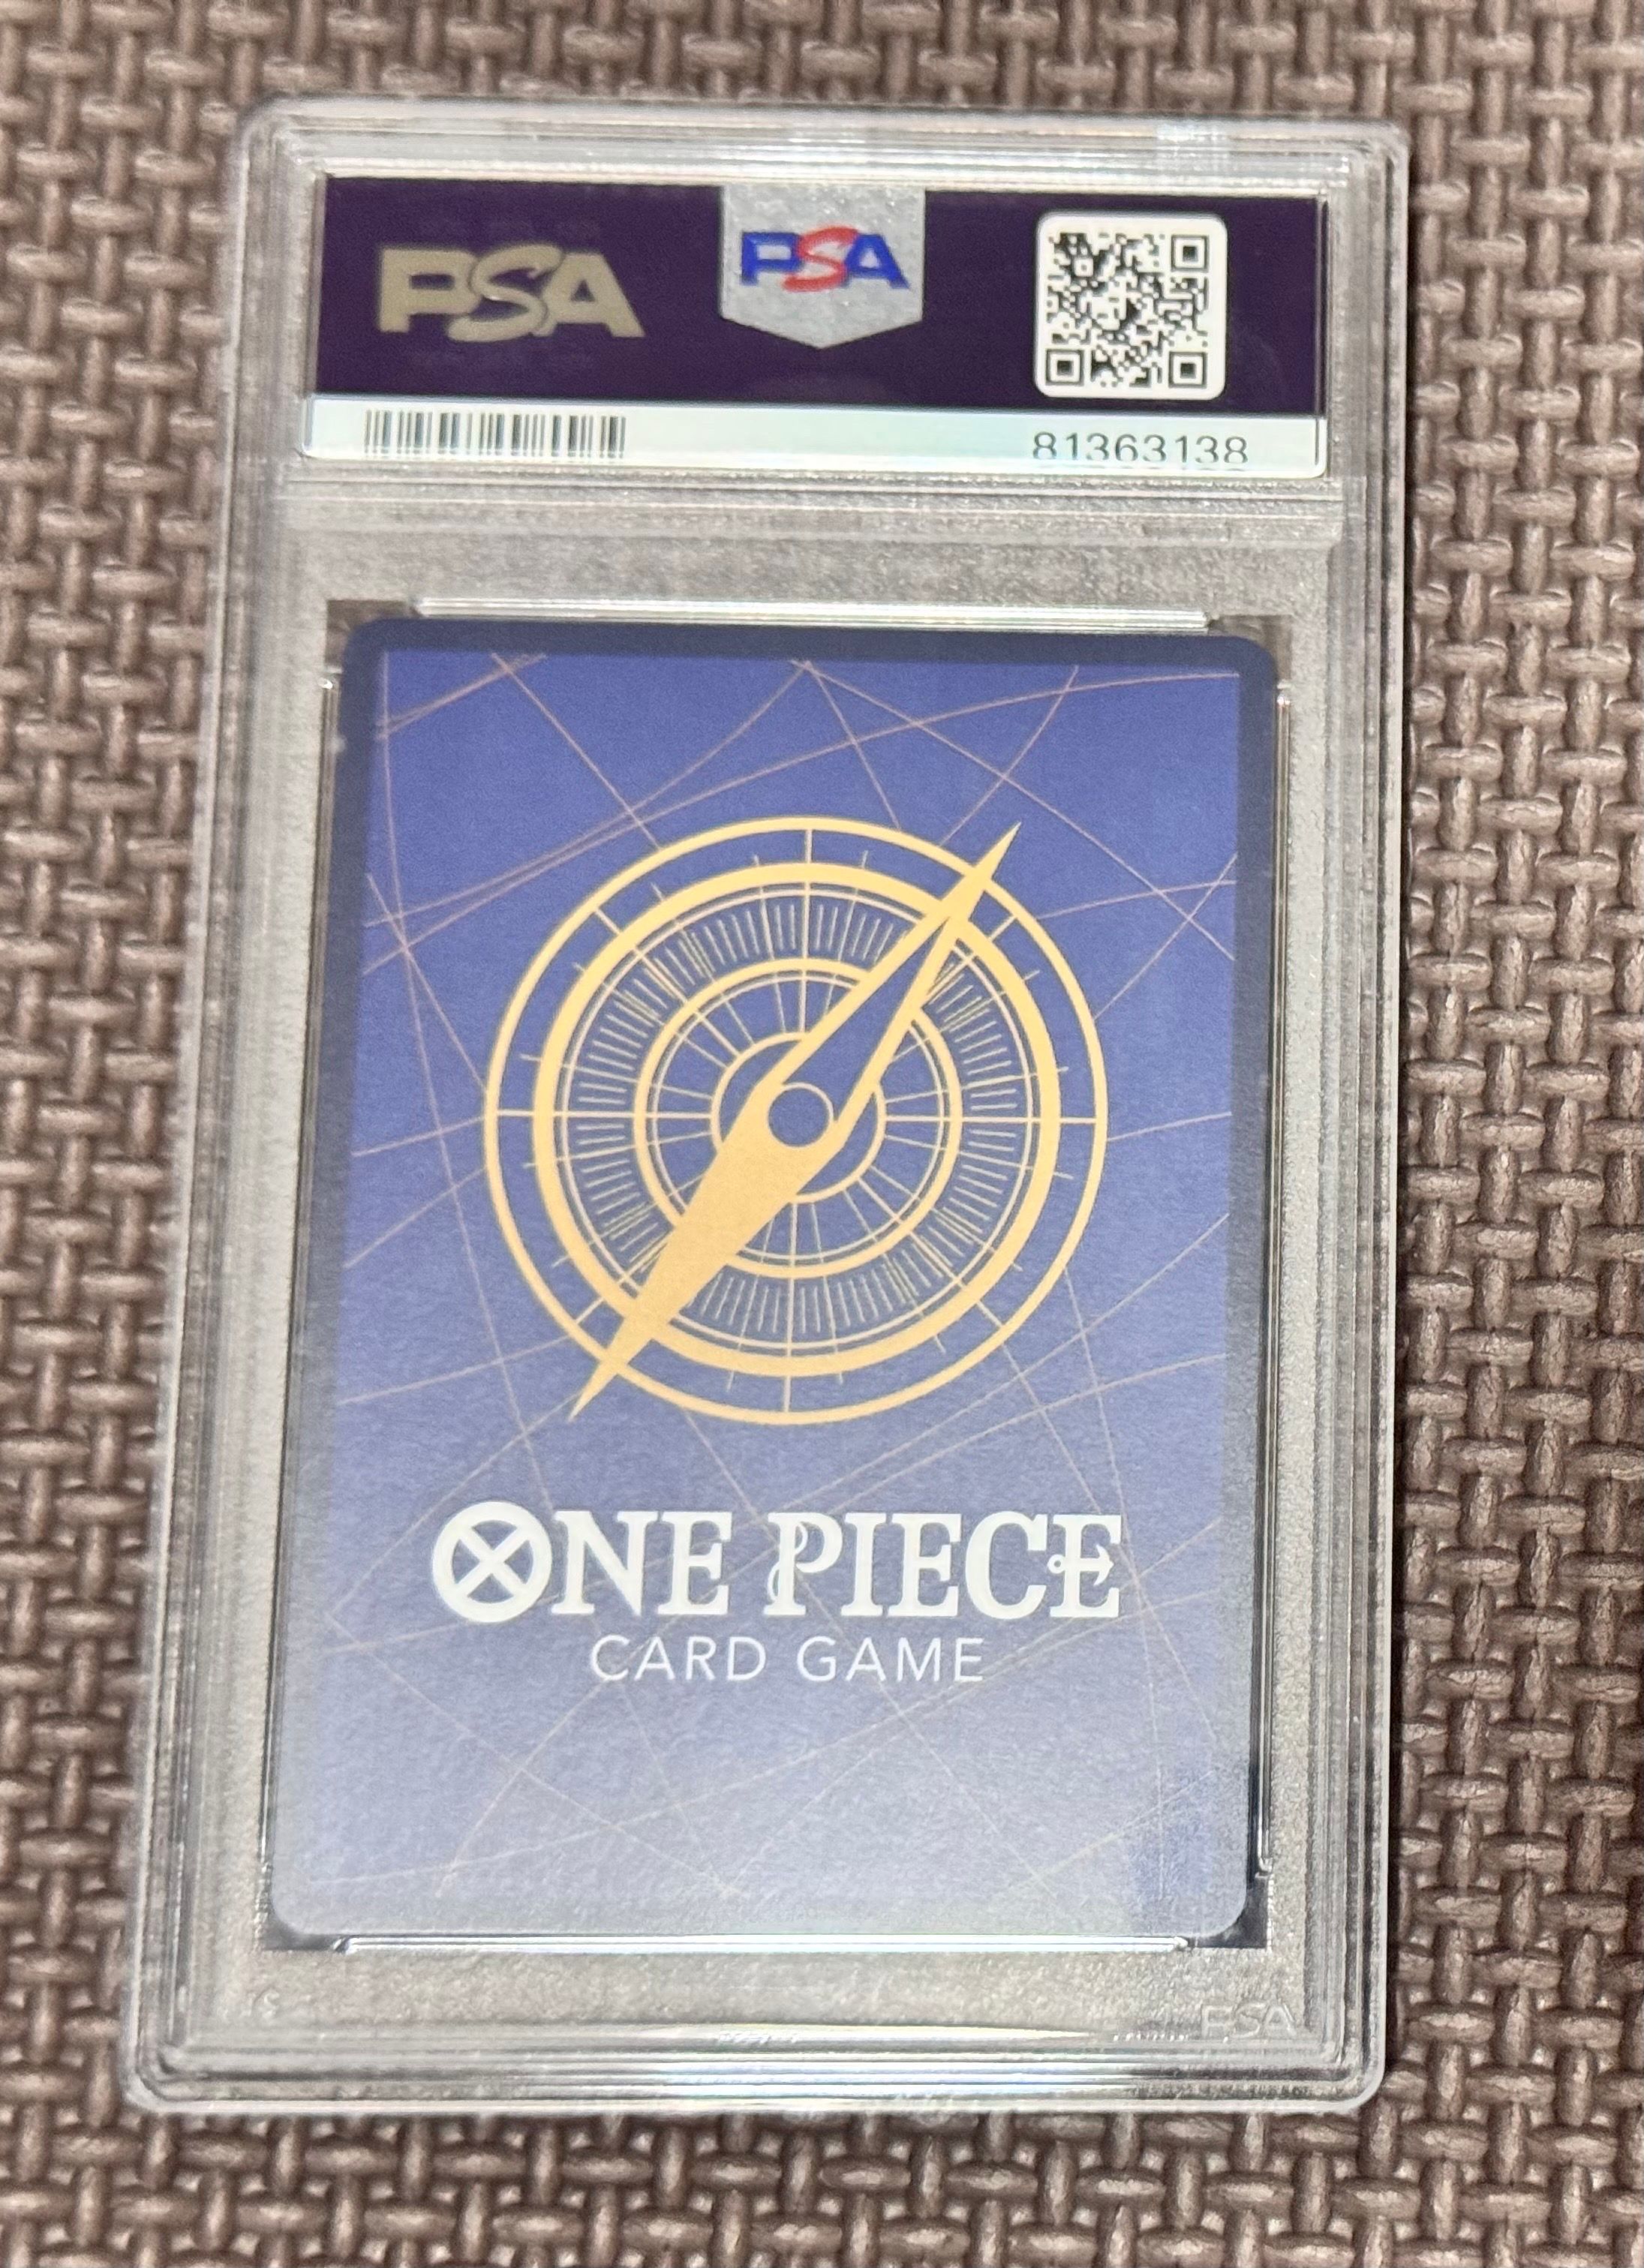 PSA
PSA
81363138
ONE PIECE
CARD GAME
PSA